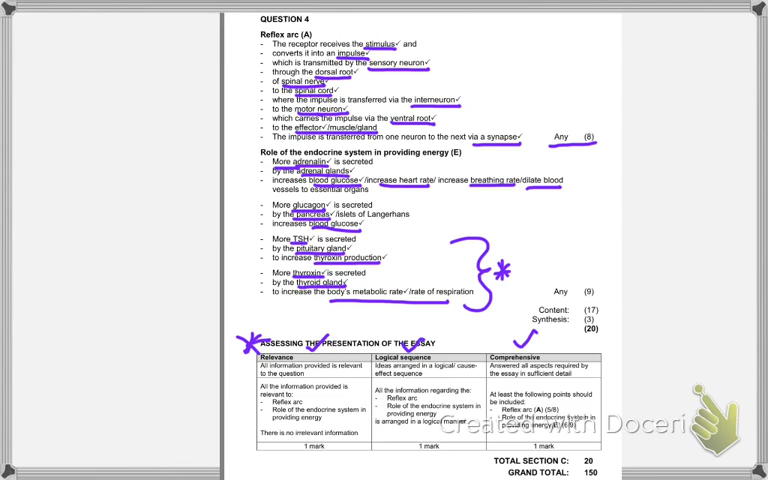 QUESTION 4
Reflex arc (A)
- The receptor receives the stimulus✓ and
- converts it into an impulse✓
- which is transmitted by the sensory neuron✓
- through the dorsal root✓
- of spinal nerve✓
- to the spinal cord✓
- where the impulse is transferred via the interneuron✓
- to the motor neuron✓
- which carries the impulse via the ventral root✓
- to the effector✓/muscle/gland
- The impulse is transferred from one neuron to the next via a synapse✓ Any (8)
Role of the endocrine system in providing energy (E)
- More adrenalin✓ is secreted
- by the adrenal glands✓
- increases blood glucose✓/increase heart rate/ increase breathing rate/dilate blood
vessels to essential organs
- More glucagon✓ is secreted
- by the pancreas✓/islets of Langerhans
- increases blood glucose✓
- More TSH✓ is secreted
- by the pituitary gland✓
- to increase thyroxin production✓
- More thyroxin✓ is secreted
- by the thyroid gland✓
- to increase the body's metabolic rate✓/rate of respiration Any (9)
Content: (17)
Synthesis: (3)
(20)
ASSESSING THE PRESENTATION OF THE ESSAY
Relevance Logical sequence Comprehensive
All information provided is relevant Ideas arranged in a logical/ cause- Answered all aspects required by
to the question effect sequence the essay in sufficient detail
All the information provided is
relevant to:
- Reflex arc
- Role of the endocrine system in
providing energy
There is no irrelevant information
All the information regarding the:
- Reflex arc
- Role of the endocrine system in
providing energy
is arranged in a logical manner
At least the following points should
be included:
- Reflex arc (A) (5/8)
- Role of the endocrine system in
providing energy (E) (6/9)
1 mark 1 mark 1 mark
Created with Doceri
TOTAL SECTION C: 20
GRAND TOTAL: 150